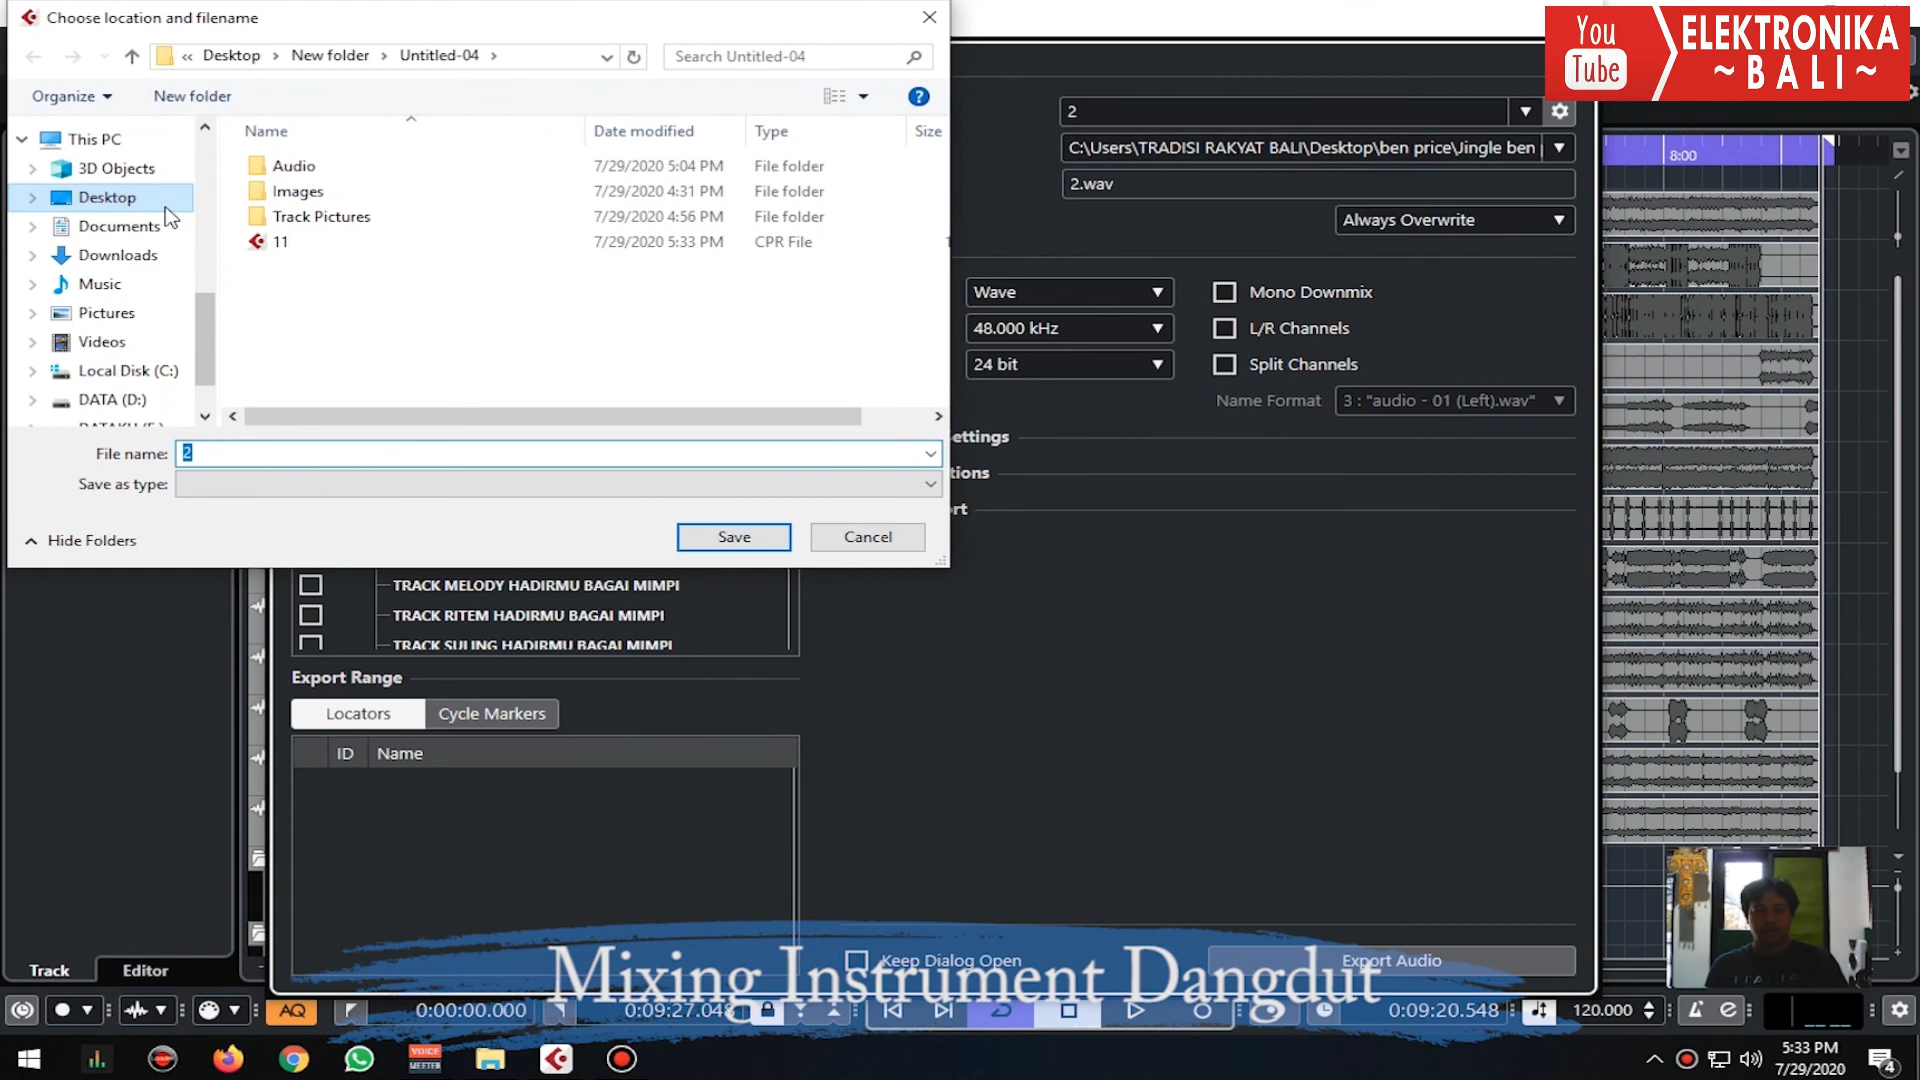 Choose location and filename
« Desktop > New folder > Untitled-04 >
Search Untitled-04
Organize
New folder
?
This PC
3D Objects
Desktop
Documents
Downloads
Music
Pictures
Videos
Local Disk (C:)
DATA (D:)
Name
Date modified
Type
Size
Audio
7/29/2020 5:04 PM
File folder
Images
7/29/2020 4:31 PM
File folder
Track Pictures
7/29/2020 4:56 PM
File folder
11
7/29/2020 5:33 PM
CPR File
File name:
2
Save as type:
Hide Folders
Save
Cancel
You
Tube
ELEKTRONIKA
~ B A L I ~
2
C:\Users\TRADISI RAKYAT BALI\Desktop\ben price\Jingle ben
2.wav
Always Overwrite
8:00
Wave
48.000 kHz
24 bit
Mono Downmix
L/R Channels
Split Channels
Name Format
3 : "audio - 01 (Left).wav"
ettings
tions
rt
TRACK MELODY HADIRMU BAGAI MIMPI
TRACK RITEM HADIRMU BAGAI MIMPI
TRACK SULING HADIRMU BAGAI MIMPI
Export Range
Locators
Cycle Markers
ID
Name
Keep Dialog Open
Export Audio
Mixing Instrument Dangdut
Track
Editor
AQ
0:00:00.000
0:09:27.048
0:09:20.548
120.000
VOICE
MEETER
5:33 PM
7/29/2020
4